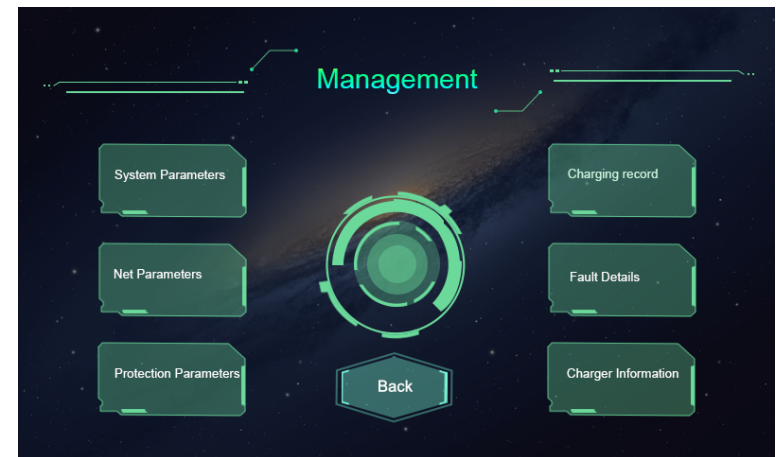 Management
System Parameters
Charging record
Net Parameters
Fault Details
Protection Parameters
Charger Information
Back